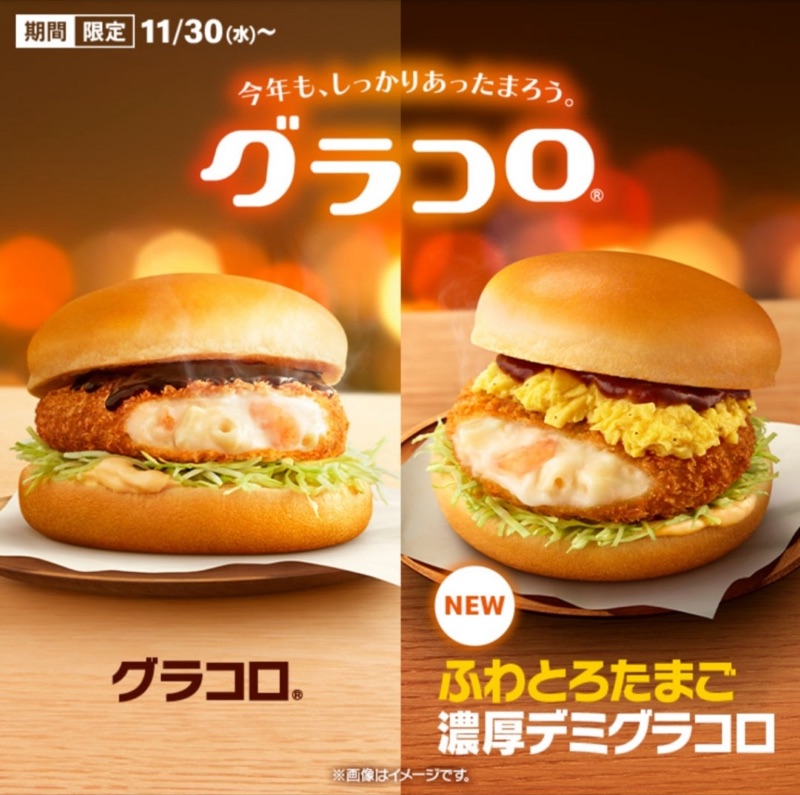 期間 限定 11/30(水)〜
今年も、しっかりあったまろう。
グラコロ®
グラコロ®
NEW
ふわとろたまご
濃厚デミグラコロ
※画像はイメージです。